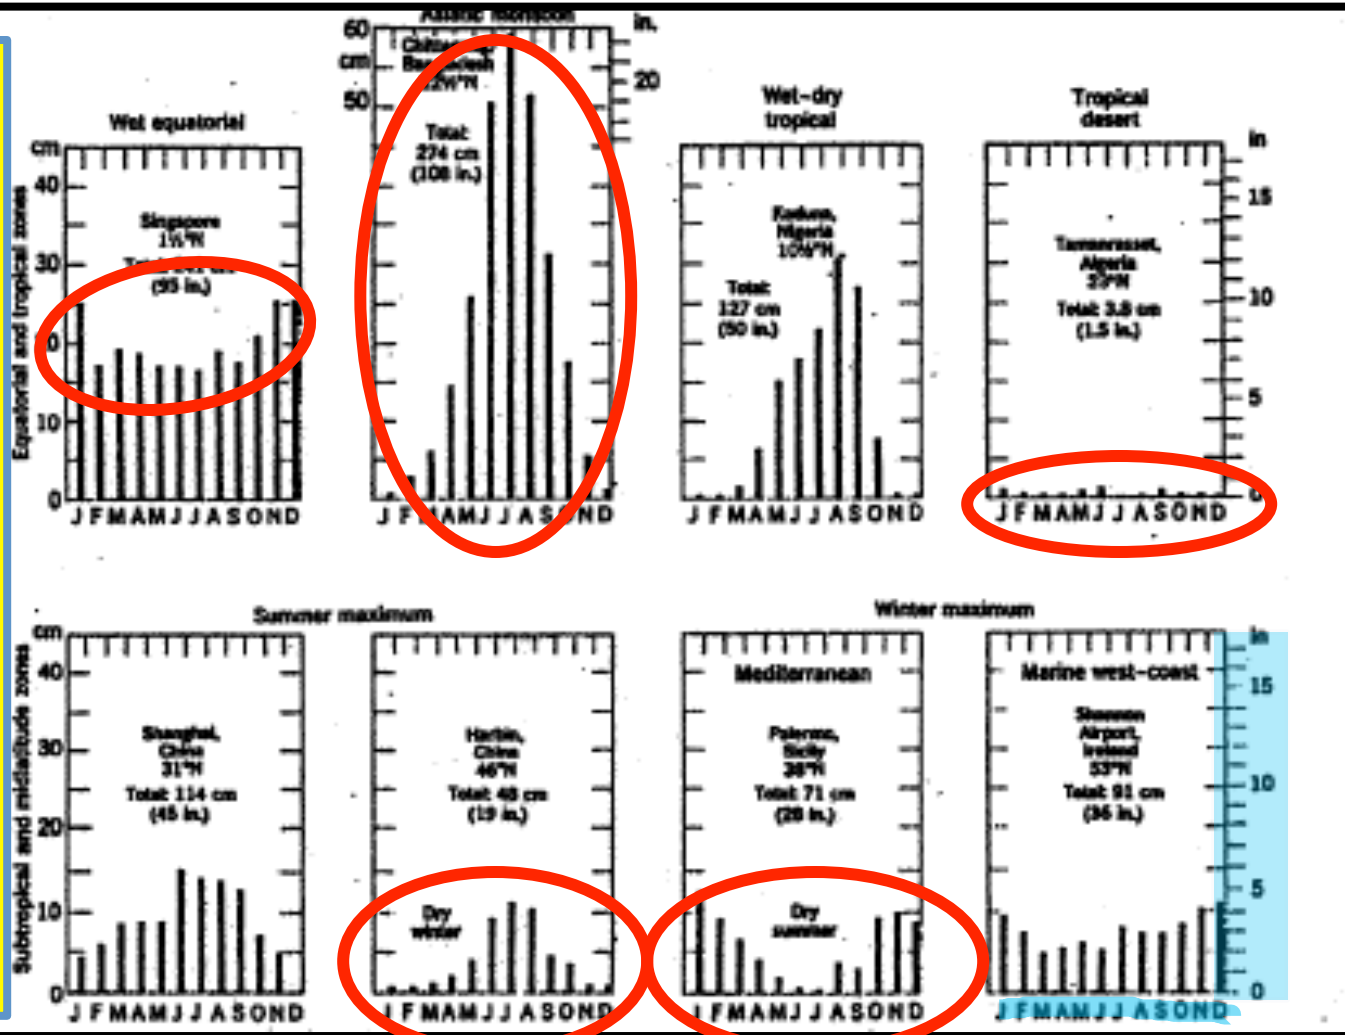 Asiatic monsoon
60
in.
cm
Bangladesh
20
50
Total:
274 cm
(108 in.)
Wet equatorial
cm
40
Singapore
1½°N
30
(95 in.)
10
0
J F M A M J J A S O N D
J F M A M J J A S O N D
Wet-dry
tropical
Kaduna,
Nigeria
10½°N
Total:
127 cm
(50 in.)
J F M A M J J A S O N D
Tropical
desert
in
15
Tamanrasset,
Algeria
Total: 3.8 cm
(1.5 in.)
10
5
0
J F M A M J J A S O N D
Equatorial and tropical zones
Summer maximum
Winter maximum
cm
40
30
20
10
0
Shanghai,
China
31°N
Total: 114 cm
(45 in.)
J F M A M J J A S O N D
Harbin,
China
46°N
Total: 48 cm
(19 in.)
Dry
winter
J F M A M J J A S O N D
Mediterranean
Palermo,
Sicily
38°N
Total: 71 cm
(28 in.)
Dry
summer
J F M A M J J A S O N D
Marine west-coast
Shannon
Airport,
Ireland
53°N
Total: 91 cm
(36 in.)
J F M A M J J A S O N D
in
15
10
5
0
Subtropical and midlatitude zones